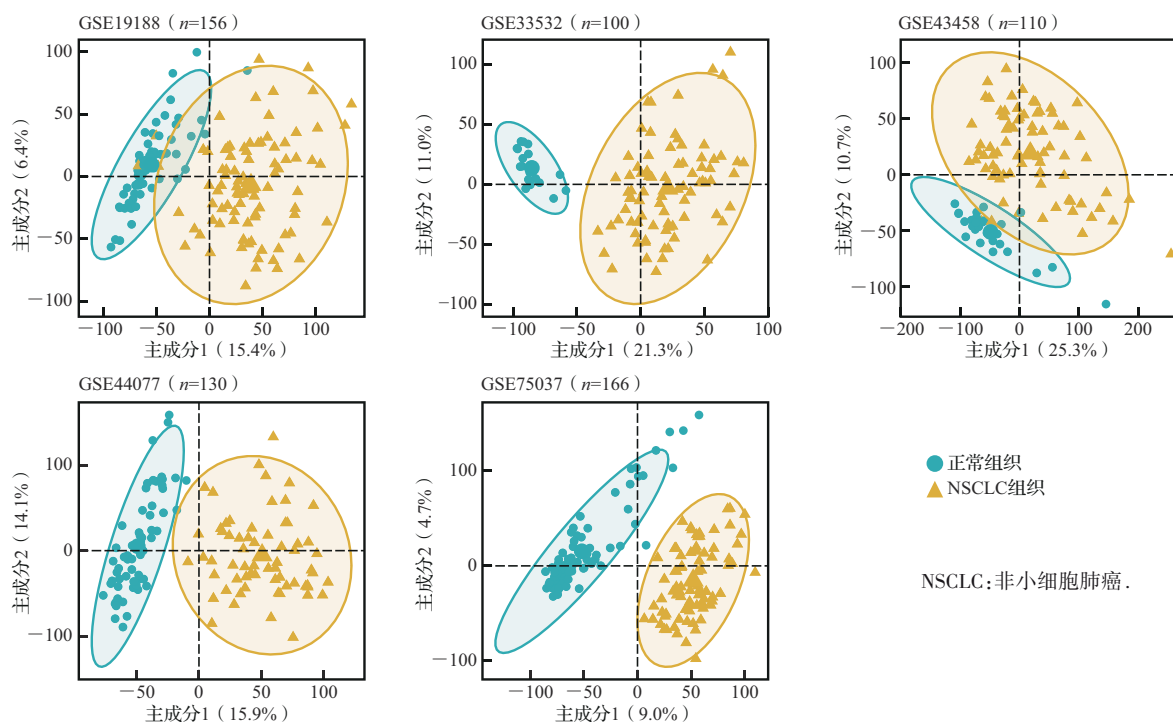 GSE19188（n=156）
100
50
0
−50
−100
主成分2（6.4%）
−100 −50 0 50 100
主成分1（15.4%）
GSE33532（n=100）
100
50
0
−50
−100
主成分2（11.0%）
−100 −50 0 50 100
主成分1（21.3%）
GSE43458（n=110）
100
50
0
−50
−100
主成分2（10.7%）
−200 −100 0 100 200
主成分1（25.3%）
GSE44077（n=130）
100
0
−100
主成分2（14.1%）
−50 0 50 100
主成分1（15.9%）
GSE75037（n=166）
100
0
−100
主成分2（4.7%）
−100 −50 0 50 100
主成分1（9.0%）
正常组织
NSCLC组织
NSCLC:非小细胞肺癌.